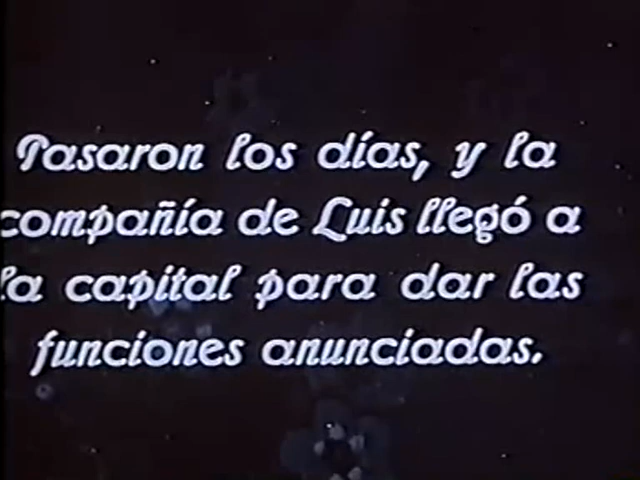 Pasaron los días, y la
compañía de Luis llegó a
la capital para dar las
funciones anunciadas.